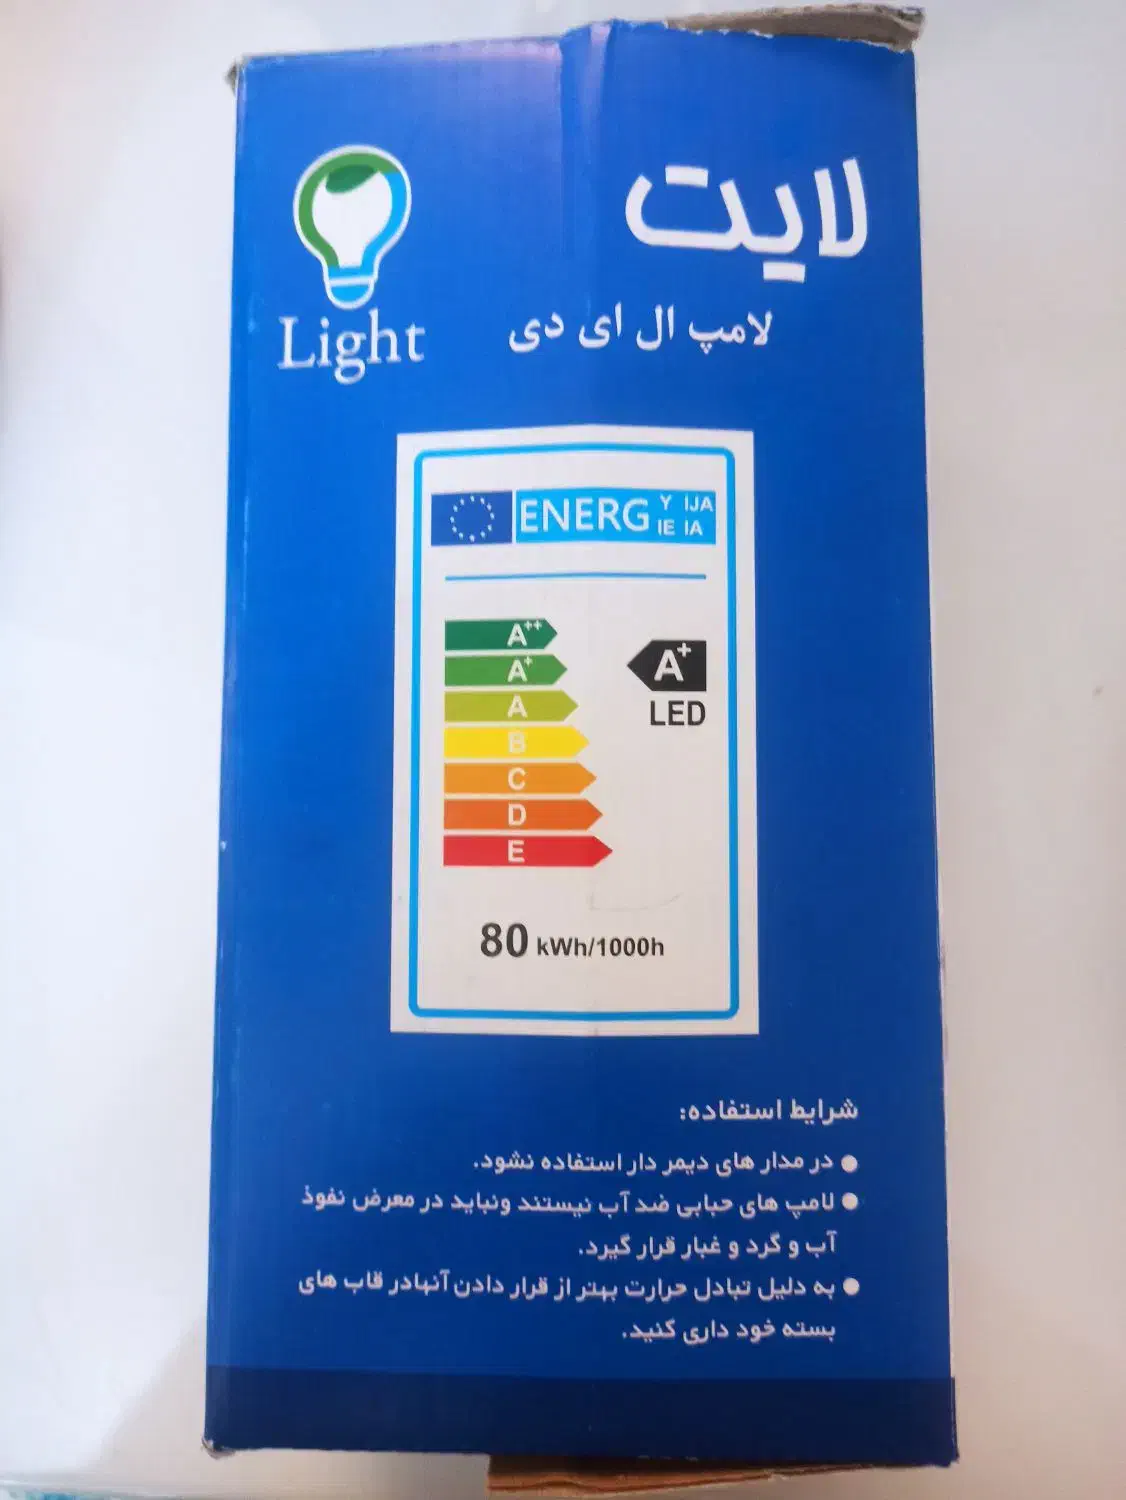 لایت
Light
لامپ ال ای دی
ENERG Y IJA
IE IA
A++
A+
A
B
C
D
E
A+
LED
80 kWh/1000h
شرایط استفاده:
● در مدار های دیمر دار استفاده نشود.
● لامپ های حبابی ضد آب نیستند ونباید در معرض نفوذ
آب و گرد و غبار قرار گیرد.
● به دلیل تبادل حرارت بهتر از قرار دادن آنهادر قاب های
بسته خود داری کنید.